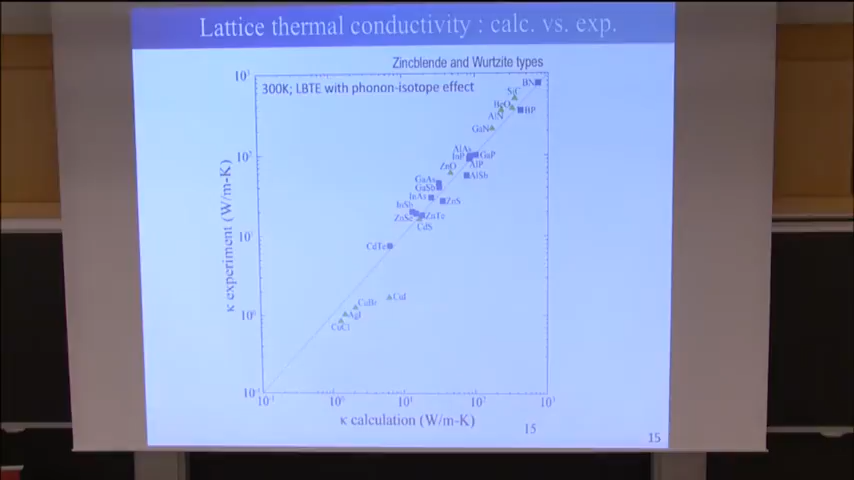 Lattice thermal conductivity : calc. vs. exp.
Zincblende and Wurtzite types
300K; LBTE with phonon-isotope effect
10³
10²
10¹
10⁰
10⁻¹
κ experiment (W/m-K)
BN
SiC
BeO
BP
AlN
GaN
AlAs
InP
GaP
AlP
ZnO
AlSb
GaAs
GaSb
InAs
ZnS
InSb
ZnSe
ZnTe
CdS
CdTe
CuI
CuBr
AgI
CuCl
10⁻¹ 10⁰ 10¹ 10² 10³
κ calculation (W/m-K)
15
15